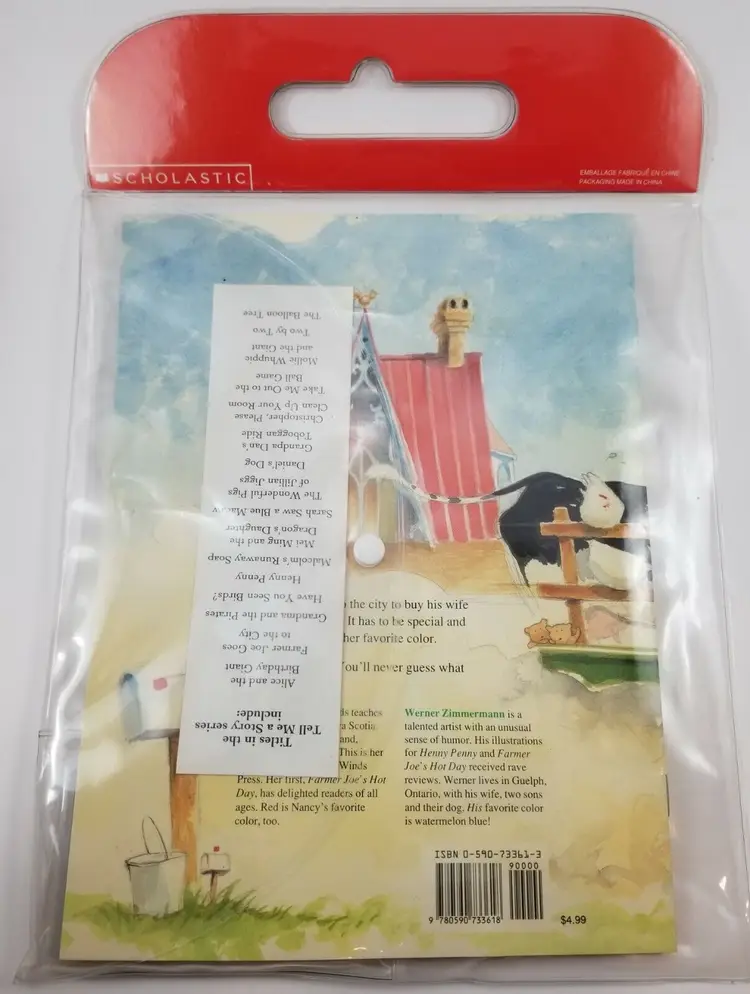 SCHOLASTIC
EMBALLAGE FABRIQUÉ EN CHINE
PACKAGING MADE IN CHINA
Titles in the
Tell Me a Story series
include:
Alice and the
Birthday Giant
Farmer Joe Goes
to the City
Grandma and the Pirates
Have You Seen Birds?
Henny Penny
Malcolm's Runaway Soap
Mei Ming and the
Dragon's Daughter
Sarah Saw a Blue Macaw
The Wonderful Pigs
of Jillian Jiggs
Daniel's Dog
Grandpa Dan's
Toboggan Ride
Christopher, Please
Clean Up Your Room
Take Me Out to the
Ball Game
Mollie Whuppie
and the Giant
Two by Two
The Balloon Tree
the city to buy his wife
It has to be special and
her favorite color.
You'll never guess what
ds teaches
a Scotia
and,
This is her
Winds
Press. Her first, Farmer Joe's Hot
Day, has delighted readers of all
ages. Red is Nancy's favorite
color, too.
Werner Zimmermann is a
talented artist with an unusual
sense of humor. His illustrations
for Henny Penny and Farmer
Joe's Hot Day received rave
reviews. Werner lives in Guelph,
Ontario, with his wife, two sons
and their dog. His favorite color
is watermelon blue!
ISBN 0-590-73361-3
90000
9 780590 733618
$4.99